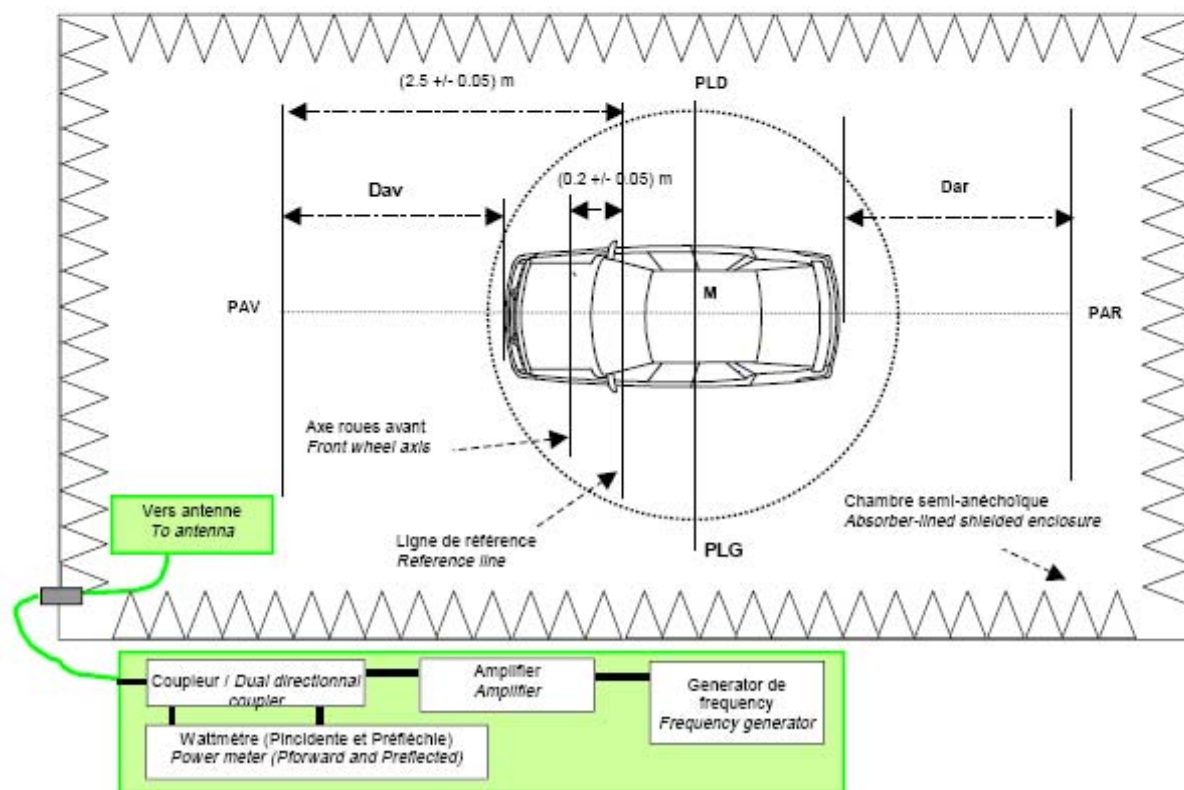 (2.5 +/- 0.05) m
PLD
(0.2 +/- 0.05) m
Dav
Dar
M
PAV
PAR
Axe roues avant
Front wheel axis
Chambre semi-anéchoïque
Absorber-lined shielded enclosure
Vers antenne
To antenna
Ligne de référence
Reference line
PLG
Coupleur / Dual directionnal
coupler
Amplifier
Amplifier
Generator de
frequency
Frequency generator
Wattmètre (Pincidente et Préfléchie)
Power meter (Pforward and Preflected)